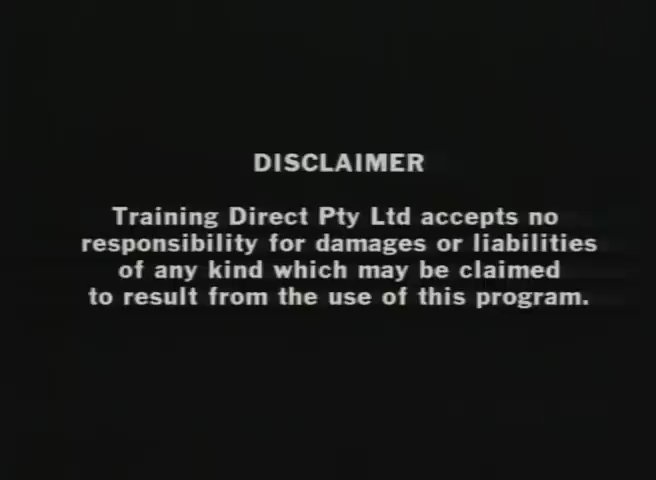 DISCLAIMER
Training Direct Pty Ltd accepts no
responsibility for damages or liabilities
of any kind which may be claimed
to result from the use of this program.